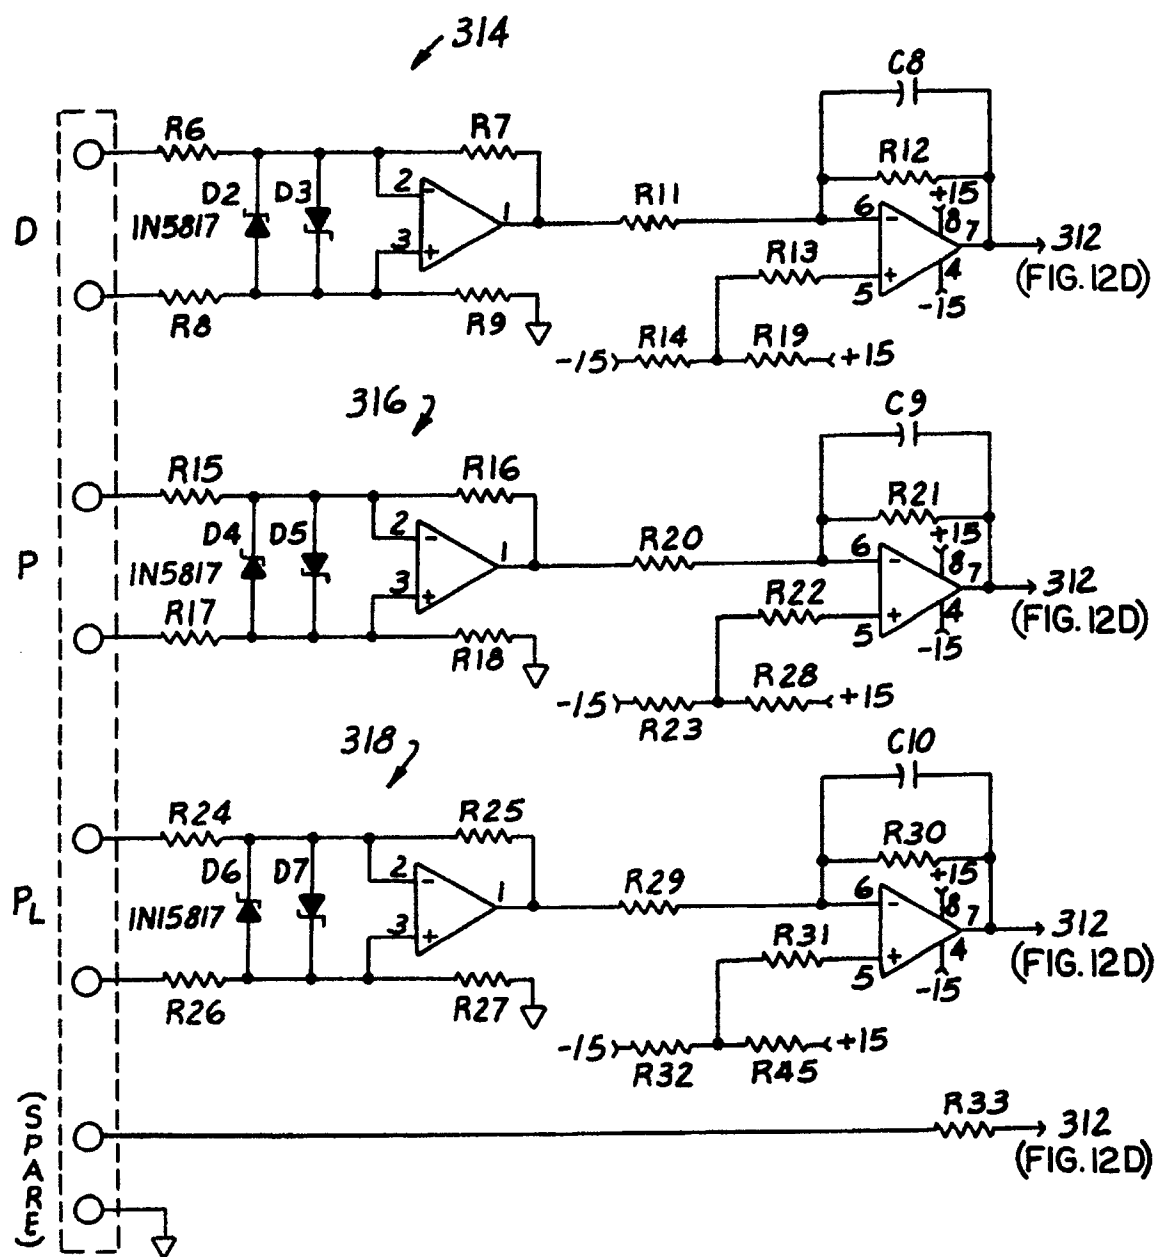 314
C8
R6
R7
R12
D2
D3
R11
+15
2
-
1
6
-
8
7
312
D
1N5817
3
+
R13
+
4
(FIG. 12D)
5
-15
R8
R9
R14
R19
-15
+15
316
C9
R15
R16
R21
D4
D5
R20
+15
2
-
1
6
-
8
7
312
P
1N5817
3
+
R22
+
4
(FIG. 12D)
R17
5
-15
R18
R28
-15
+15
R23
318
C10
R24
R25
R30
D6
D7
R29
+15
2
-
1
6
-
8
7
312
PL
1N15817
3
+
R31
+
4
(FIG. 12D)
5
-15
R26
R27
-15
+15
R32
R45
(SPARE)
R33
312
(FIG. 12D)